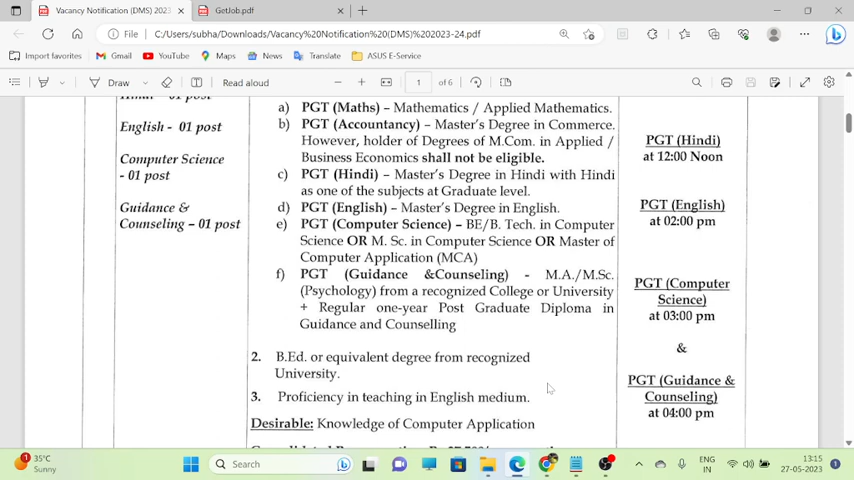 Vacancy Notification (DMS) 2023
GetJob.pdf
File
C:/Users/subha/Downloads/Vacancy%20Notification%20(DMS)%202023-24.pdf
Import favorites
Gmail
YouTube
Maps
News
Translate
ASUS E-Service
Draw
Read aloud
1
of 6
Hindi - 01 post
English - 01 post
Computer Science
- 01 post
Guidance &
Counseling – 01 post
a) PGT (Maths) – Mathematics / Applied Mathematics.
b) PGT (Accountancy) – Master's Degree in Commerce.
However, holder of Degrees of M.Com. in Applied /
Business Economics shall not be eligible.
c) PGT (Hindi) – Master's Degree in Hindi with Hindi
as one of the subjects at Graduate level.
d) PGT (English) – Master's Degree in English.
e) PGT (Computer Science) – BE/B. Tech. in Computer
Science OR M. Sc. in Computer Science OR Master of
Computer Application (MCA)
f) PGT (Guidance &Counseling) - M.A./M.Sc.
(Psychology) from a recognized College or University
+ Regular one-year Post Graduate Diploma in
Guidance and Counselling
2. B.Ed. or equivalent degree from recognized
University.
3. Proficiency in teaching in English medium.
Desirable: Knowledge of Computer Application
PGT (Hindi)
at 12:00 Noon
PGT (English)
at 02:00 pm
PGT (Computer
Science)
at 03:00 pm
&
PGT (Guidance &
Counseling)
at 04:00 pm
35°C
Sunny
Search
ENG
IN
13:15
27-05-2023